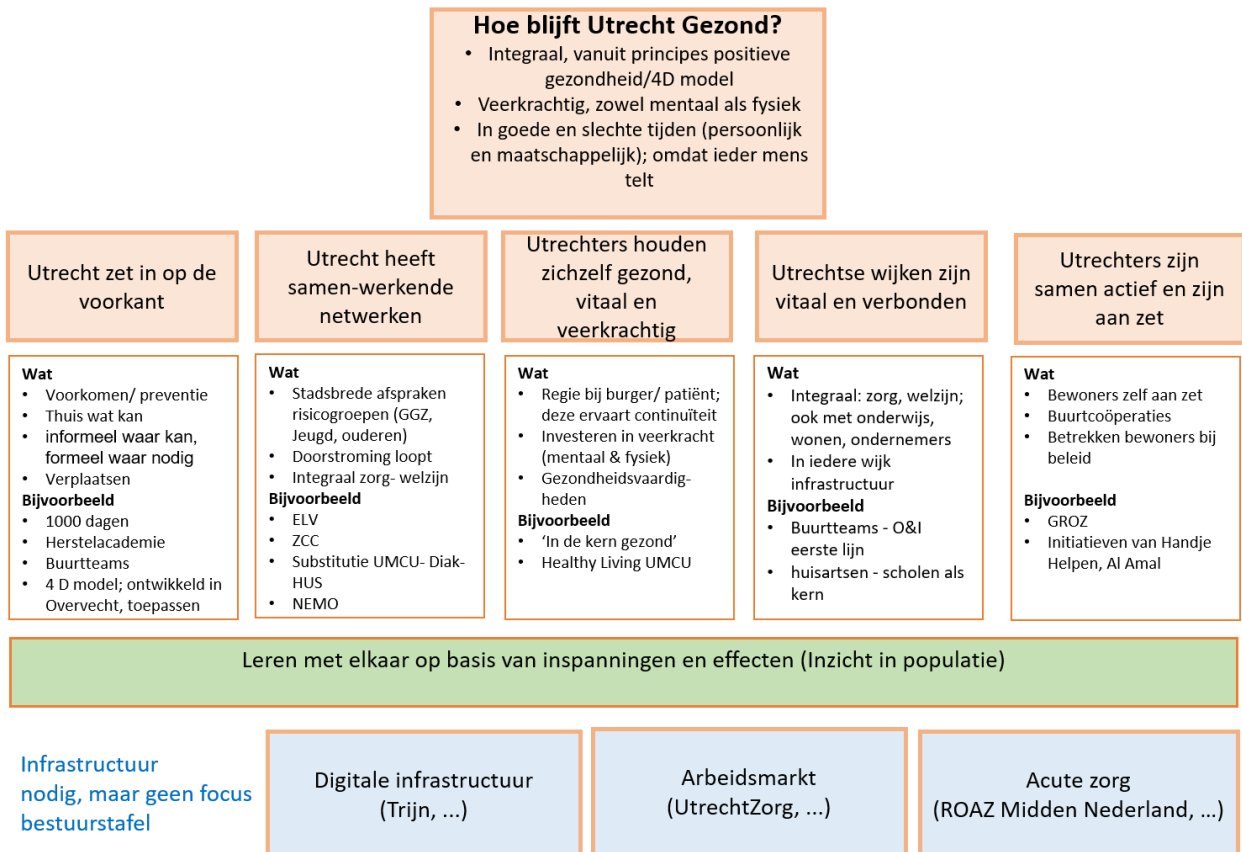 Hoe blijft Utrecht Gezond?
• Integraal, vanuit principes positieve
gezondheid/4D model
• Veerkrachtig, zowel mentaal als fysiek
• In goede en slechte tijden (persoonlijk
en maatschappelijk); omdat ieder mens
telt
Utrecht zet in op de
voorkant
Utrecht heeft
samen-werkende
netwerken
Utrechters houden
zichzelf gezond,
vitaal en
veerkrachtig
Utrechtse wijken zijn
vitaal en verbonden
Utrechters zijn
samen actief en zijn
aan zet
Wat
• Voorkomen/ preventie
• Thuis wat kan
• informeel waar kan,
formeel waar nodig
• Verplaatsen
Bijvoorbeeld
• 1000 dagen
• Herstelacademie
• Buurtteams
• 4 D model; ontwikkeld in
Overvecht, toepassen
Wat
• Stadsbrede afspraken
risicogroepen (GGZ,
Jeugd, ouderen)
• Doorstroming loopt
• Integraal zorg- welzijn
Bijvoorbeeld
• ELV
• ZCC
• Substitutie UMCU- Diak-
HUS
• NEMO
Wat
• Regie bij burger/ patiënt;
deze ervaart continuïteit
• Investeren in veerkracht
(mentaal & fysiek)
• Gezondheidsvaardig-
heden
Bijvoorbeeld
• ‘In de kern gezond’
• Healthy Living UMCU
Wat
• Integraal: zorg, welzijn;
ook met onderwijs,
wonen, ondernemers
• In iedere wijk
infrastructuur
Bijvoorbeeld
• Buurtteams - O&I
eerste lijn
• huisartsen - scholen als
kern
Wat
• Bewoners zelf aan zet
• Buurtcoöperaties
• Betrekken bewoners bij
beleid
Bijvoorbeeld
• GROZ
• Initiatieven van Handje
Helpen, Al Amal
Leren met elkaar op basis van inspanningen en effecten (Inzicht in populatie)
Infrastructuur
nodig, maar geen focus
bestuurstafel
Digitale infrastructuur
(Trijn, ...)
Arbeidsmarkt
(UtrechtZorg, ...)
Acute zorg
(ROAZ Midden Nederland, ...)